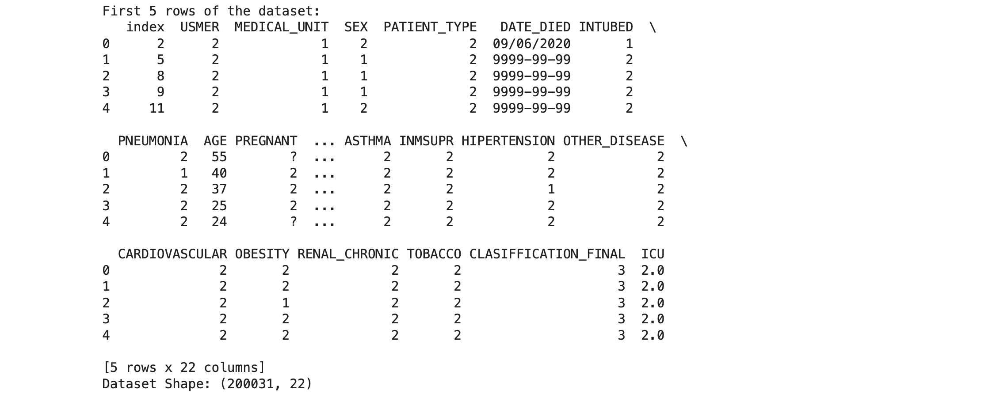 First 5 rows of the dataset:
   index  USMER  MEDICAL_UNIT  SEX  PATIENT_TYPE   DATE_DIED INTUBED  \
0      2      2             1    2             2  09/06/2020       1
1      5      2             1    1             2  9999-99-99       2
2      8      2             1    1             2  9999-99-99       2
3      9      2             1    1             2  9999-99-99       2
4     11      2             1    2             2  9999-99-99       2
  PNEUMONIA  AGE PREGNANT  ... ASTHMA INMSUPR HIPERTENSION OTHER_DISEASE  \
0         2   55        ?  ...      2       2            2             2
1         1   40        2  ...      2       2            2             2
2         2   37        2  ...      2       2            1             2
3         2   25        2  ...      2       2            2             2
4         2   24        ?  ...      2       2            2             2
  CARDIOVASCULAR OBESITY RENAL_CHRONIC TOBACCO CLASIFFICATION_FINAL  ICU
0              2       2             2       2                    3  2.0
1              2       2             2       2                    3  2.0
2              2       1             2       2                    3  2.0
3              2       2             2       2                    3  2.0
4              2       2             2       2                    3  2.0
[5 rows x 22 columns]
Dataset Shape: (200031, 22)